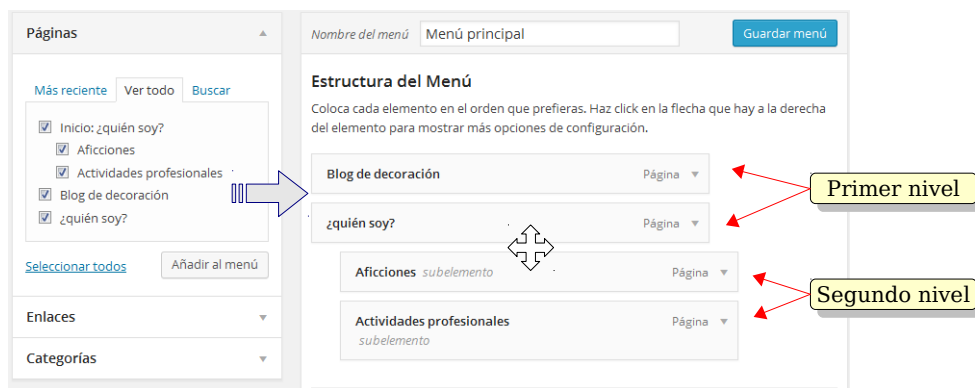 Páginas
Más reciente Ver todo Buscar
Inicio: ¿quién soy?
Aficciones
Actividades profesionales
Blog de decoración
¿quién soy?
Seleccionar todos Añadir al menú
Enlaces
Categorías
Nombre del menú Menú principal Guardar menú
Estructura del Menú
Coloca cada elemento en el orden que prefieras. Haz click en la flecha que hay a la derecha
del elemento para mostrar más opciones de configuración.
Blog de decoración Página
¿quién soy? Página
Aficciones subelemento Página
Actividades profesionales Página
subelemento
Primer nivel
Segundo nivel